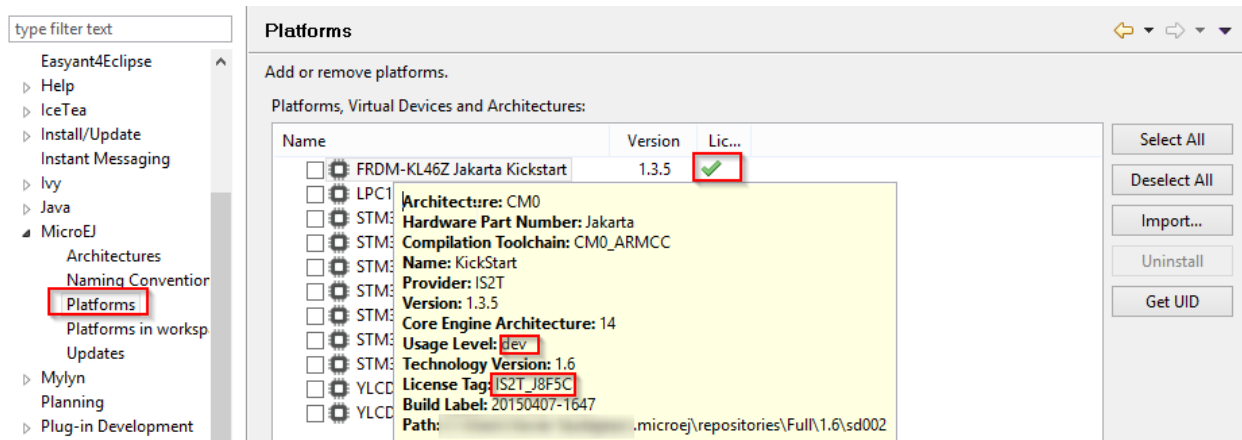 type filter text
Easyant4Eclipse
Help
IceTea
Install/Update
Instant Messaging
Ivy
Java
MicroEJ
Architectures
Naming Convention
Platforms
Platforms in worksp
Updates
Mylyn
Planning
Plug-in Development
Platforms
Add or remove platforms.
Platforms, Virtual Devices and Architectures:
Name Version Lic...
FRDM-KL46Z Jakarta Kickstart 1.3.5
LPC1
STM3
STM3
STM3
STM3
STM3
STM3
STM3
YLCD
YLCD
Architecture: CM0
Hardware Part Number: Jakarta
Compilation Toolchain: CM0_ARMCC
Name: KickStart
Provider: IS2T
Version: 1.3.5
Core Engine Architecture: 14
Usage Level: dev
Technology Version: 1.6
License Tag: IS2T_J8F5C
Build Label: 20150407-1647
Path: .microej\repositories\Full\1.6\sd002
Select All
Deselect All
Import...
Uninstall
Get UID